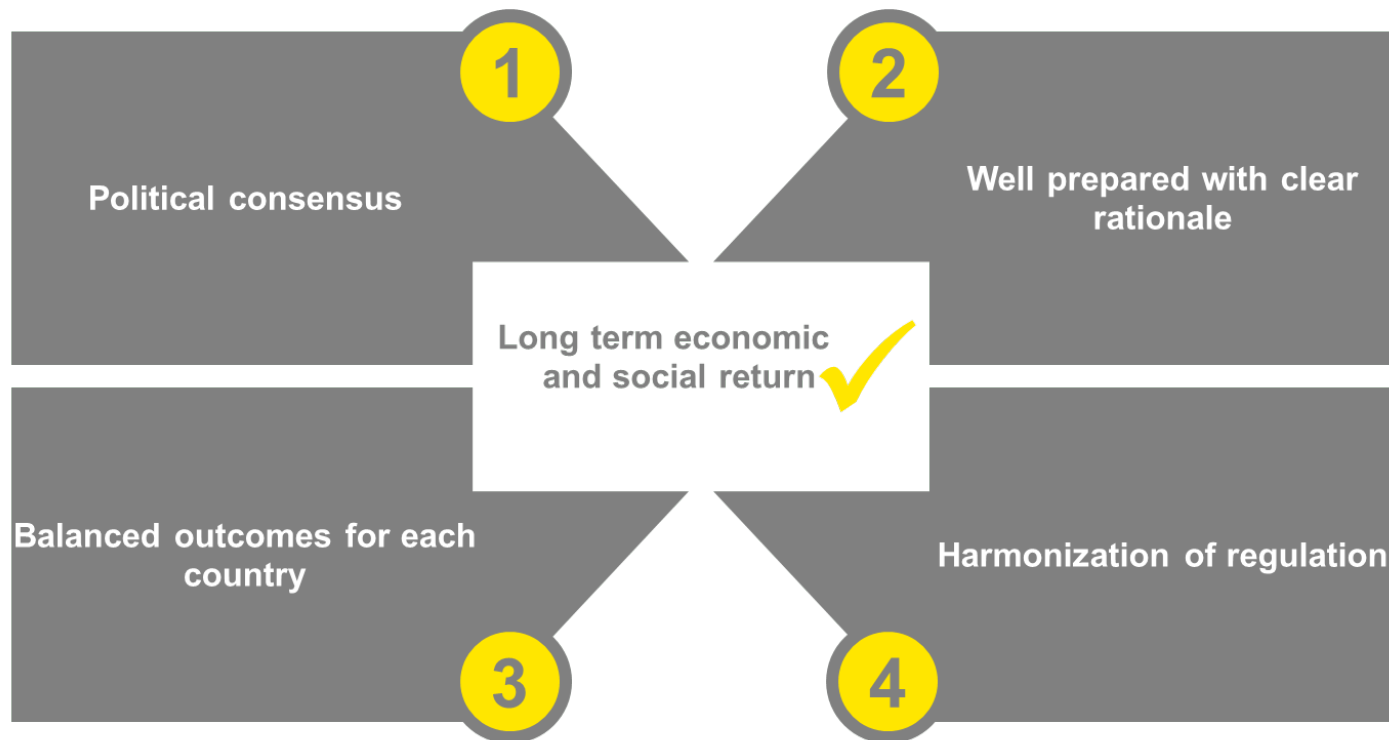 1
Political consensus
2
Well prepared with clear
rationale
Long term economic
and social return
3
Balanced outcomes for each
country
4
Harmonization of regulation